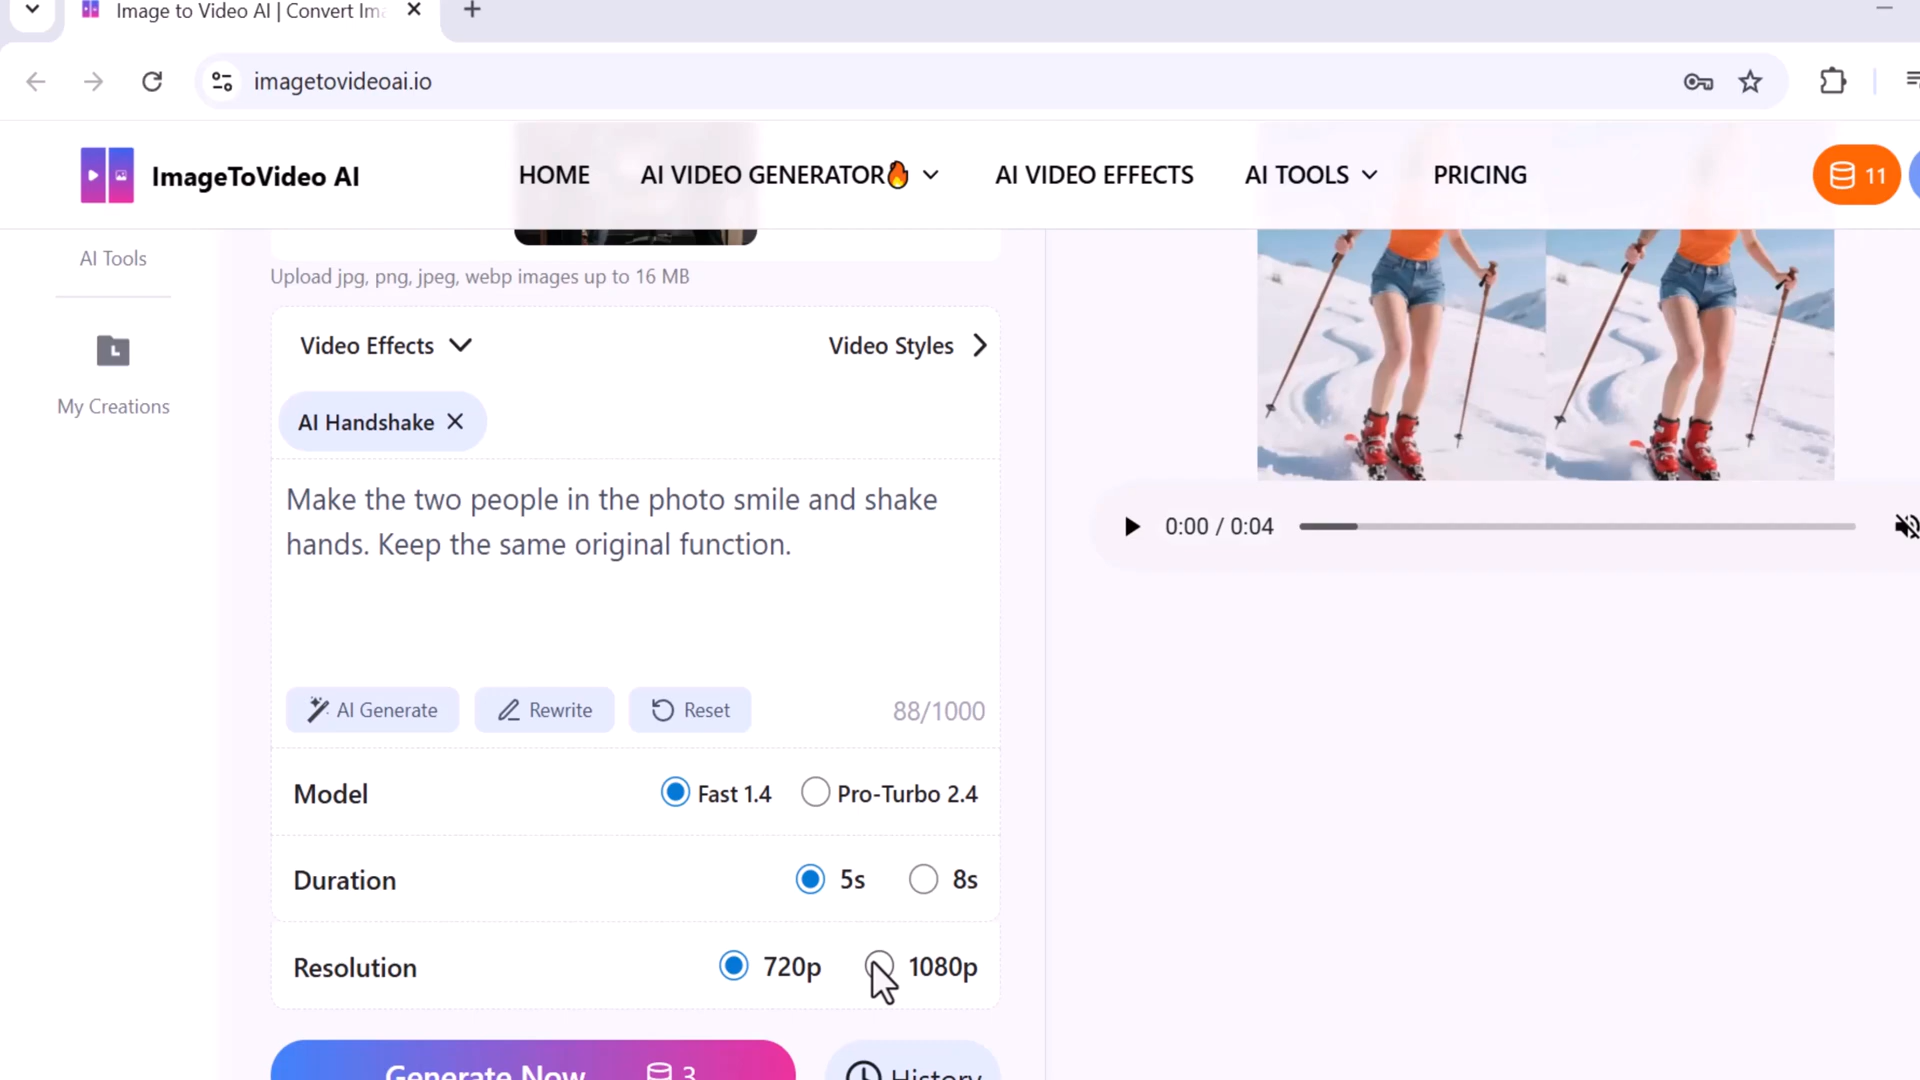 Image to Video AI | Convert Ima
imagetovideoai.io
ImageToVideo AI
HOME
AI VIDEO GENERATOR🔥
AI VIDEO EFFECTS
AI TOOLS
PRICING
11
AI Tools
My Creations
Upload jpg, png, jpeg, webp images up to 16 MB
Video Effects
Video Styles
AI Handshake
Make the two people in the photo smile and shake
hands. Keep the same original function.
AI Generate
Rewrite
Reset
88/1000
Model
Fast 1.4
Pro-Turbo 2.4
Duration
5s
8s
Resolution
720p
1080p
Generate Now
3
History
0:00 / 0:04